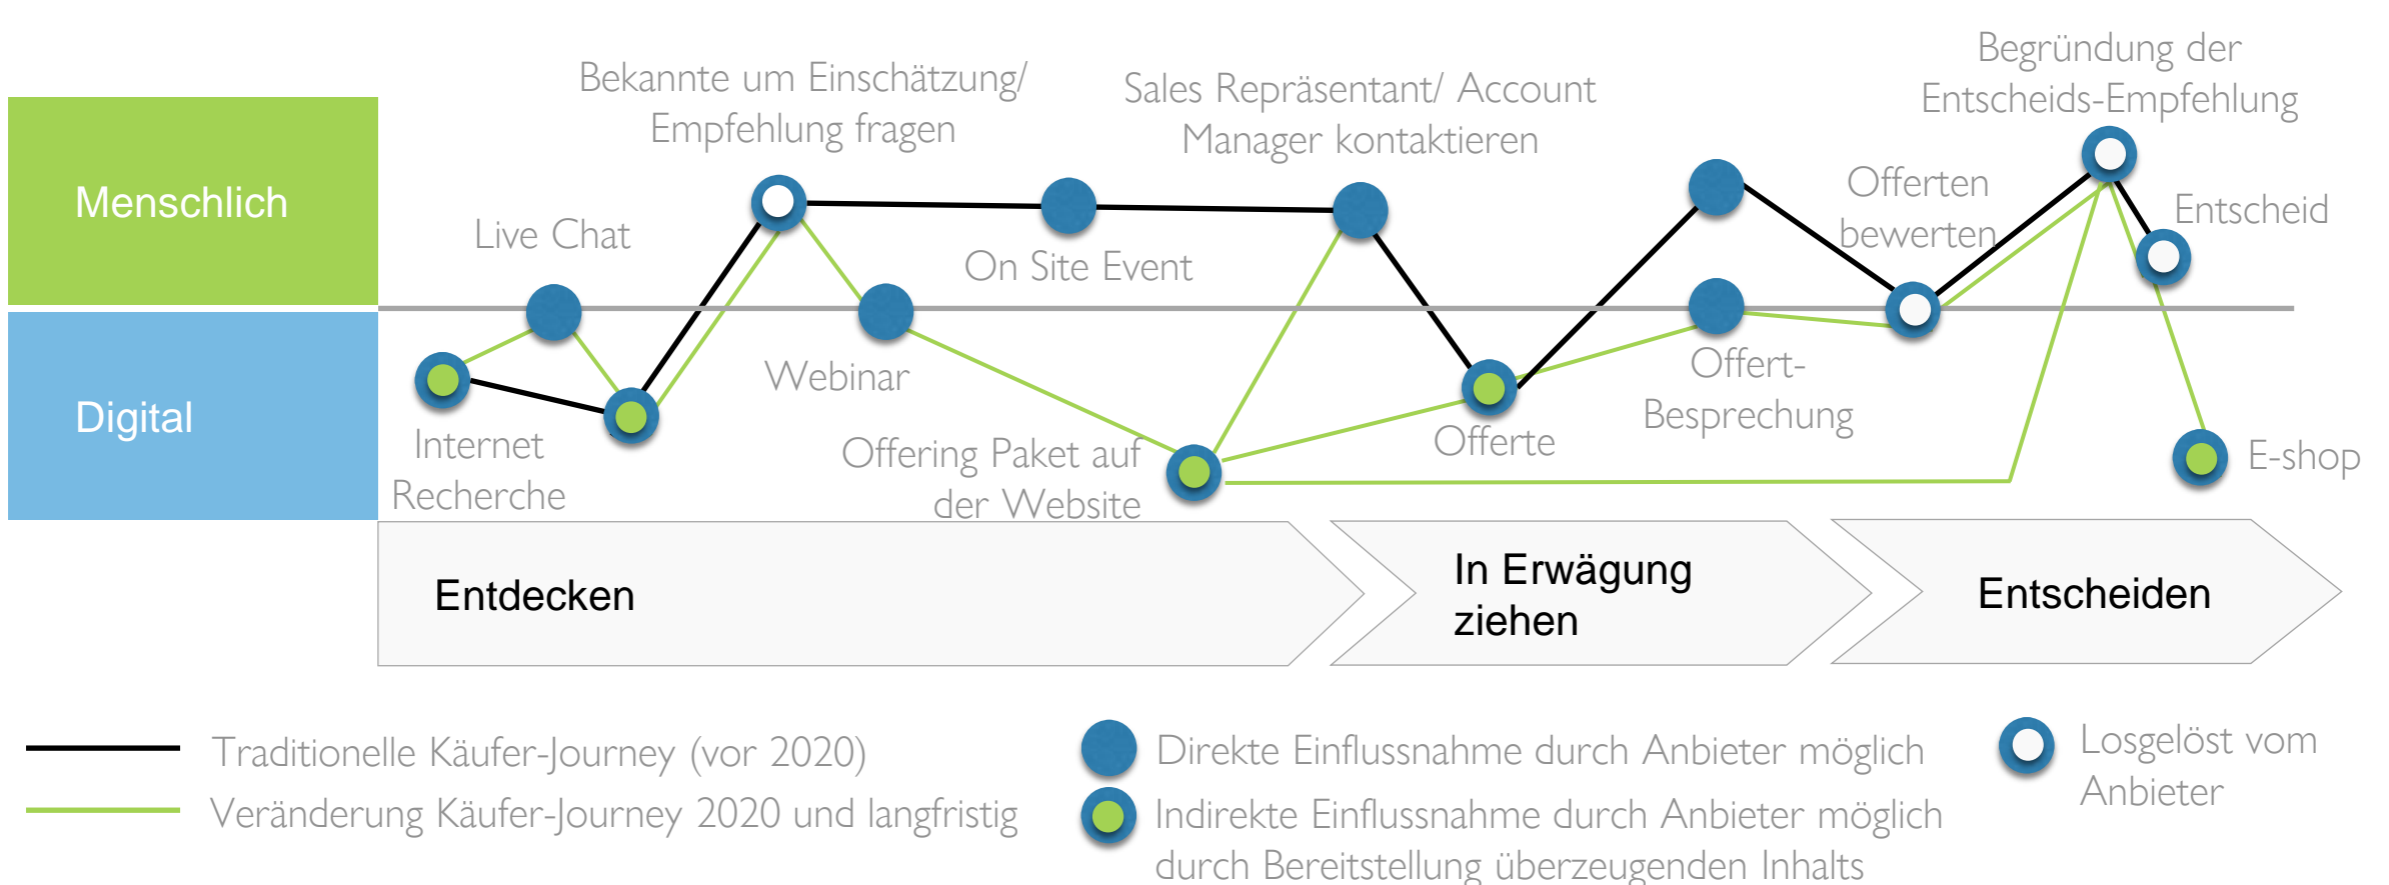 Menschlich
Digital
Live Chat
Internet
Recherche
Bekannte um Einschätzung/
Empfehlung fragen
Webinar
On Site Event
Offering Paket auf
der Website
Sales Repräsentant/ Account
Manager kontaktieren
Offerte
Offert-
Besprechung
Offerten
bewerten
Begründung der
Entscheids-Empfehlung
Entscheid
E-shop
Entdecken
In Erwägung
ziehen
Entscheiden
Traditionelle Käufer-Journey (vor 2020)
Veränderung Käufer-Journey 2020 und langfristig
Direkte Einflussnahme durch Anbieter möglich
Indirekte Einflussnahme durch Anbieter möglich
durch Bereitstellung überzeugenden Inhalts
Losgelöst vom
Anbieter